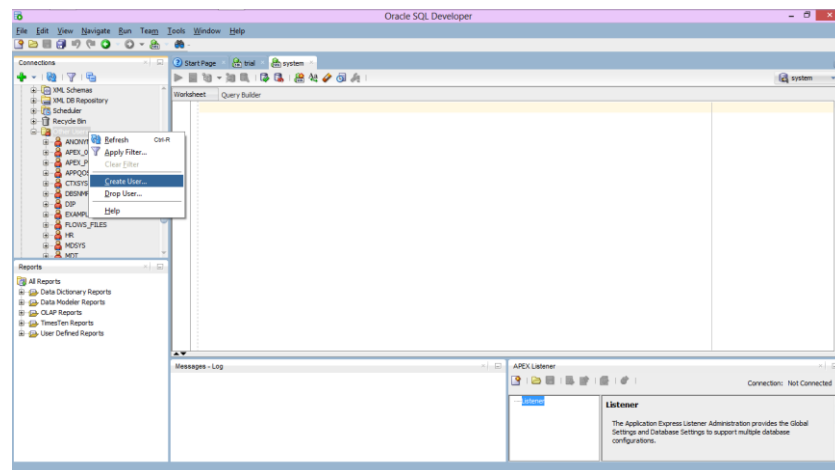 Oracle SQL Developer
File Edit View Navigate Run Team Tools Window Help
Connections
Start Page
trial
system
system
Worksheet Query Builder
XML Schemas
XML DB Repository
Scheduler
Recycle Bin
ANONY
APEX_0
APEX_P
APPQOS
CTXSYS
DBSNMP
DIP
EXAMPL
FLOWS_FILES
HR
MDSYS
MDT
Refresh Ctrl-R
Apply Filter...
Clear Filter
Create User...
Drop User...
Help
Reports
All Reports
Data Dictionary Reports
Data Modeler Reports
OLAP Reports
TimesTen Reports
User Defined Reports
Messages - Log
APEX Listener
Connection: Not Connected
Listener
Listener
The Application Express Listener Administration provides the Global
Settings and Database Settings to support multiple database
configurations.